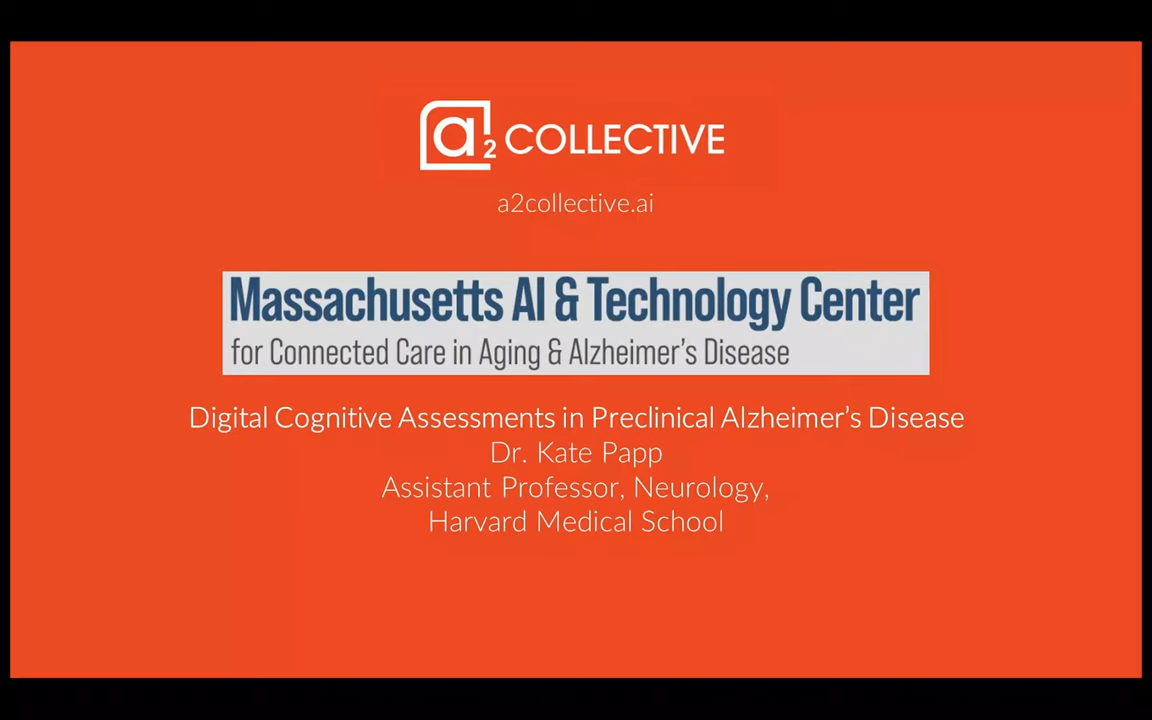 a2 COLLECTIVE
a2collective.ai
Massachusetts AI & Technology Center
for Connected Care in Aging & Alzheimer's Disease
Digital Cognitive Assessments in Preclinical Alzheimer's Disease
Dr. Kate Papp
Assistant Professor, Neurology,
Harvard Medical School